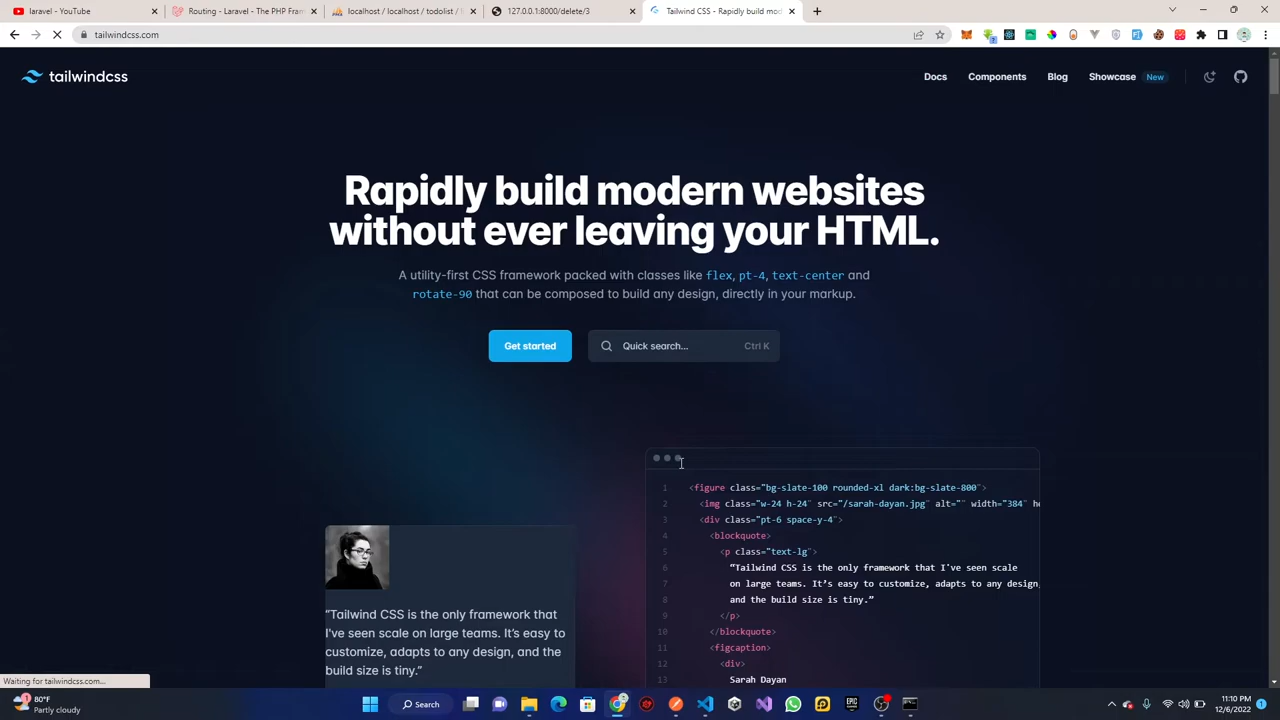 laravel - YouTube
Routing - Laravel - The PHP Fram
localhost / localhost / todolist /
127.0.0.1:8000/delete/3
Tailwind CSS - Rapidly build mod
tailwindcss.com
tailwindcss
Docs
Components
Blog
Showcase
New
Rapidly build modern websites
without ever leaving your HTML.
A utility-first CSS framework packed with classes like flex, pt-4, text-center and
rotate-90 that can be composed to build any design, directly in your markup.
Get started
Quick search...
Ctrl K
1 <figure class="bg-slate-100 rounded-xl dark:bg-slate-800">
2 <img class="w-24 h-24" src="/sarah-dayan.jpg" alt="" width="384" he
3 <div class="pt-6 space-y-4">
4 <blockquote>
5 <p class="text-lg">
6 “Tailwind CSS is the only framework that I've seen scale
7 on large teams. It’s easy to customize, adapts to any design,
8 and the build size is tiny.”
9 </p>
10 </blockquote>
11 <figcaption>
12 <div>
13 Sarah Dayan
“Tailwind CSS is the only framework that
I've seen scale on large teams. It’s easy to
customize, adapts to any design, and the
build size is tiny.”
Waiting for tailwindcss.com...
80°F
Partly cloudy
Search
11:10 PM
12/6/2022